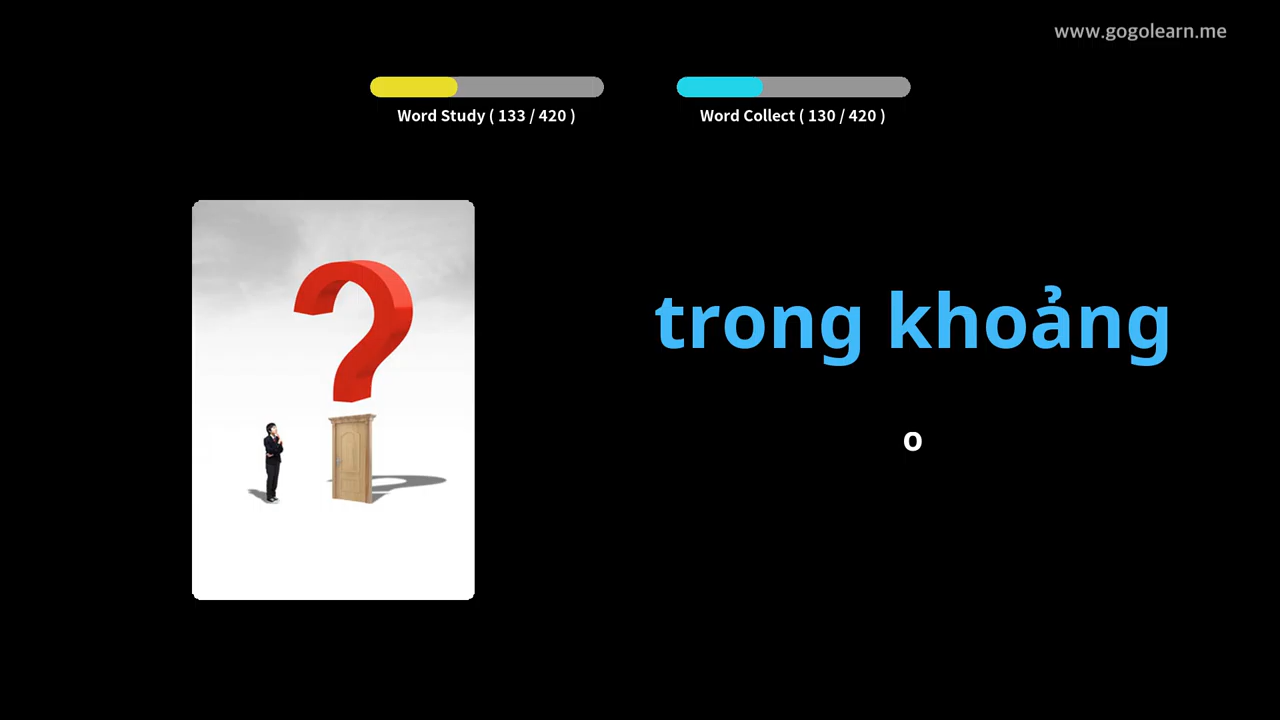 www.gogolearn.me
Word Study ( 133 / 420 )
Word Collect ( 130 / 420 )
?
trong khoảng
o